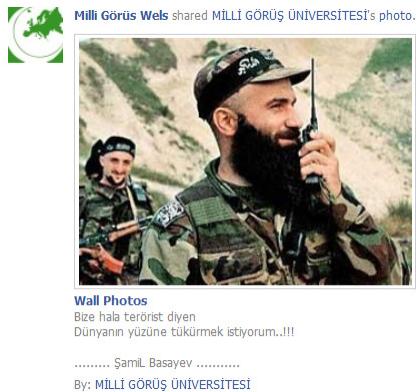 Milli Görüs Wels shared MİLLİ GÖRÜŞ ÜNİVERSİTESİ's photo.
Wall Photos
Bize hala terörist diyen
Dünyanın yüzüne tükürmek istiyorum..!!!
......... ŞamiL Basayev ...........
By: MİLLİ GÖRÜŞ ÜNİVERSİTESİ